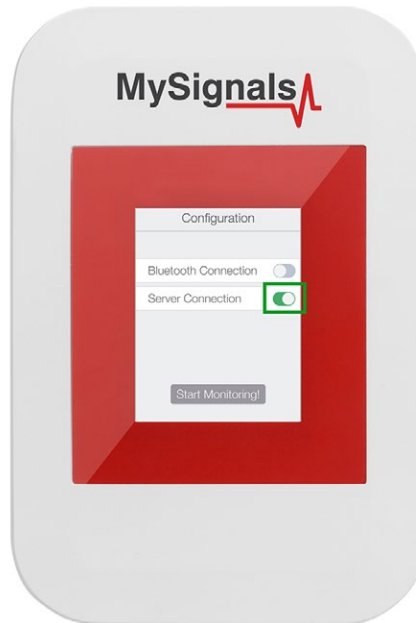 MySignals
Configuration
Bluetooth Connection
Server Connection
Start Monitoring!